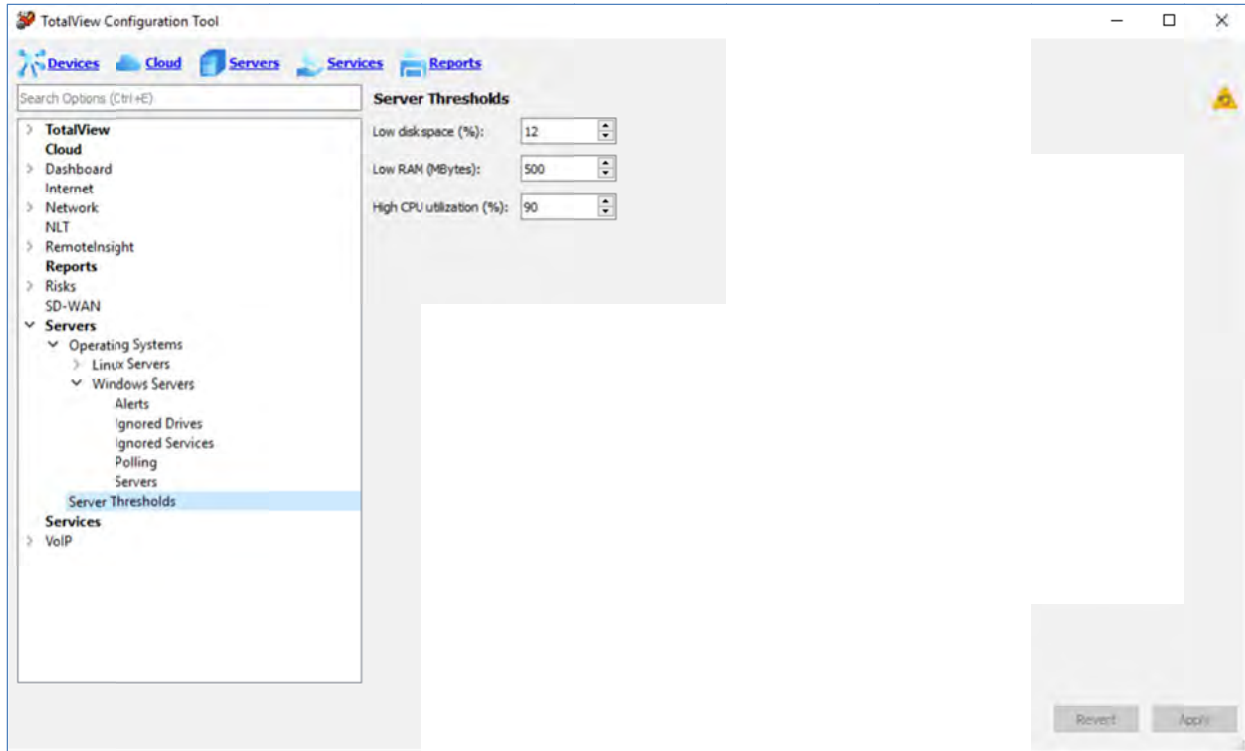 TotalView Configuration Tool
Devices Cloud Servers Services Reports
Search Options (Ctrl+E)
TotalView
Cloud
Dashboard
Internet
Network
NLT
RemoteInsight
Reports
Risks
SD-WAN
Servers
Operating Systems
Linux Servers
Windows Servers
Alerts
Ignored Drives
Ignored Services
Polling
Servers
Server Thresholds
Services
VoIP
Server Thresholds
Low disk space (%): 12
Low RAM (MBytes): 500
High CPU utilization (%): 90
Revert Apply